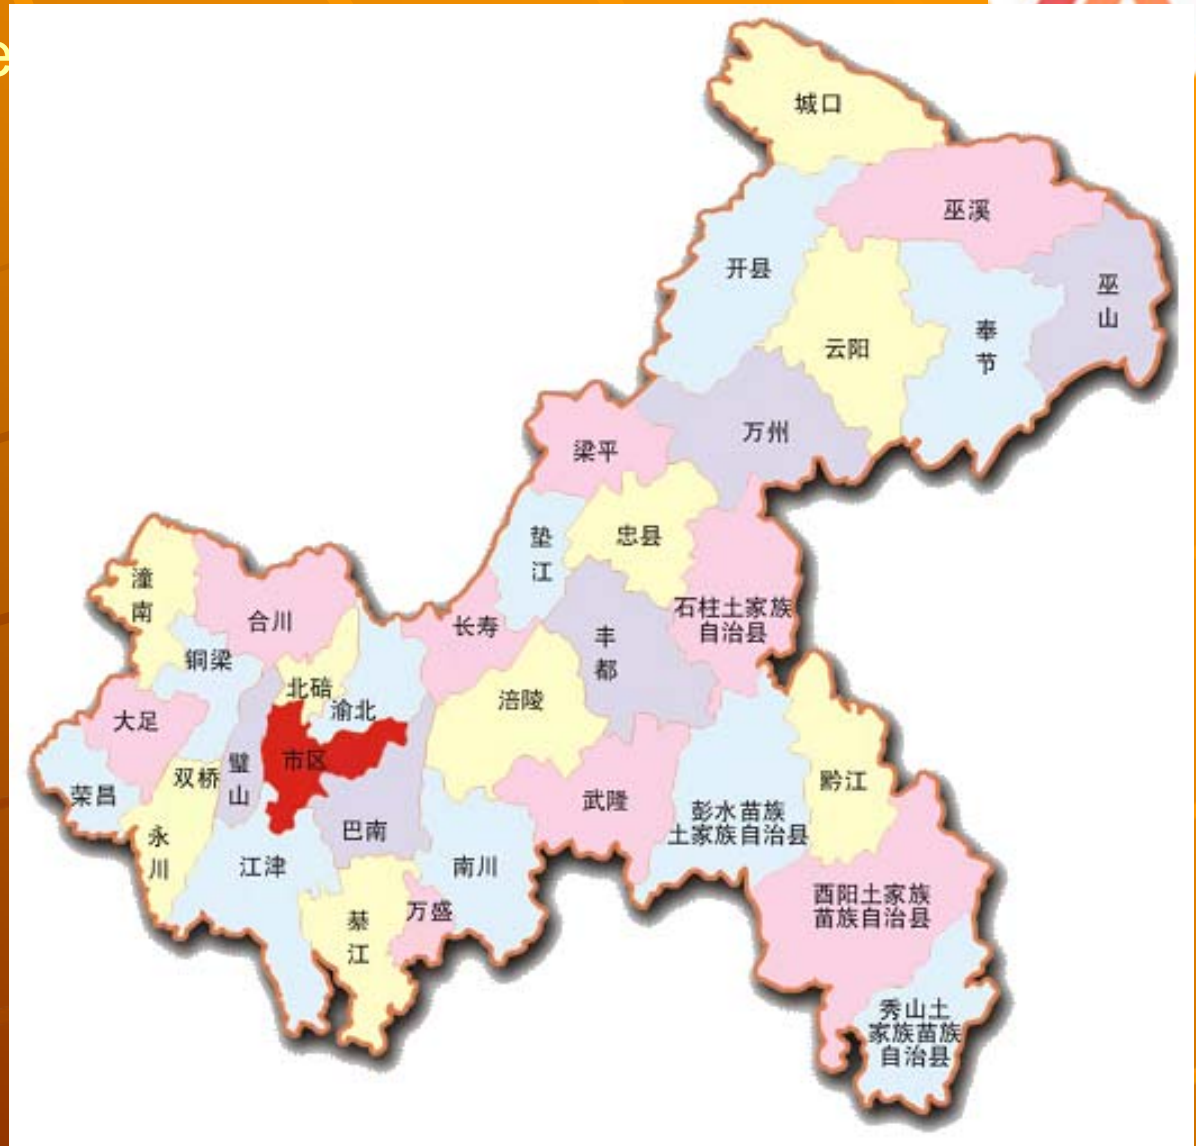 e
城口
巫溪
开县
巫
山
奉
节
云阳
万州
梁平
垫
江
忠县
石柱土家族
自治县
潼
南
合川
长寿
丰
都
铜梁
北碚
涪陵
渝北
大足
市区
双桥
璧
山
荣昌
黔江
武隆
彭水苗族
土家族自治县
巴南
永
川
江津
南川
酉阳土家族
苗族自治县
万盛
綦
江
秀山土
家族苗族
自治县